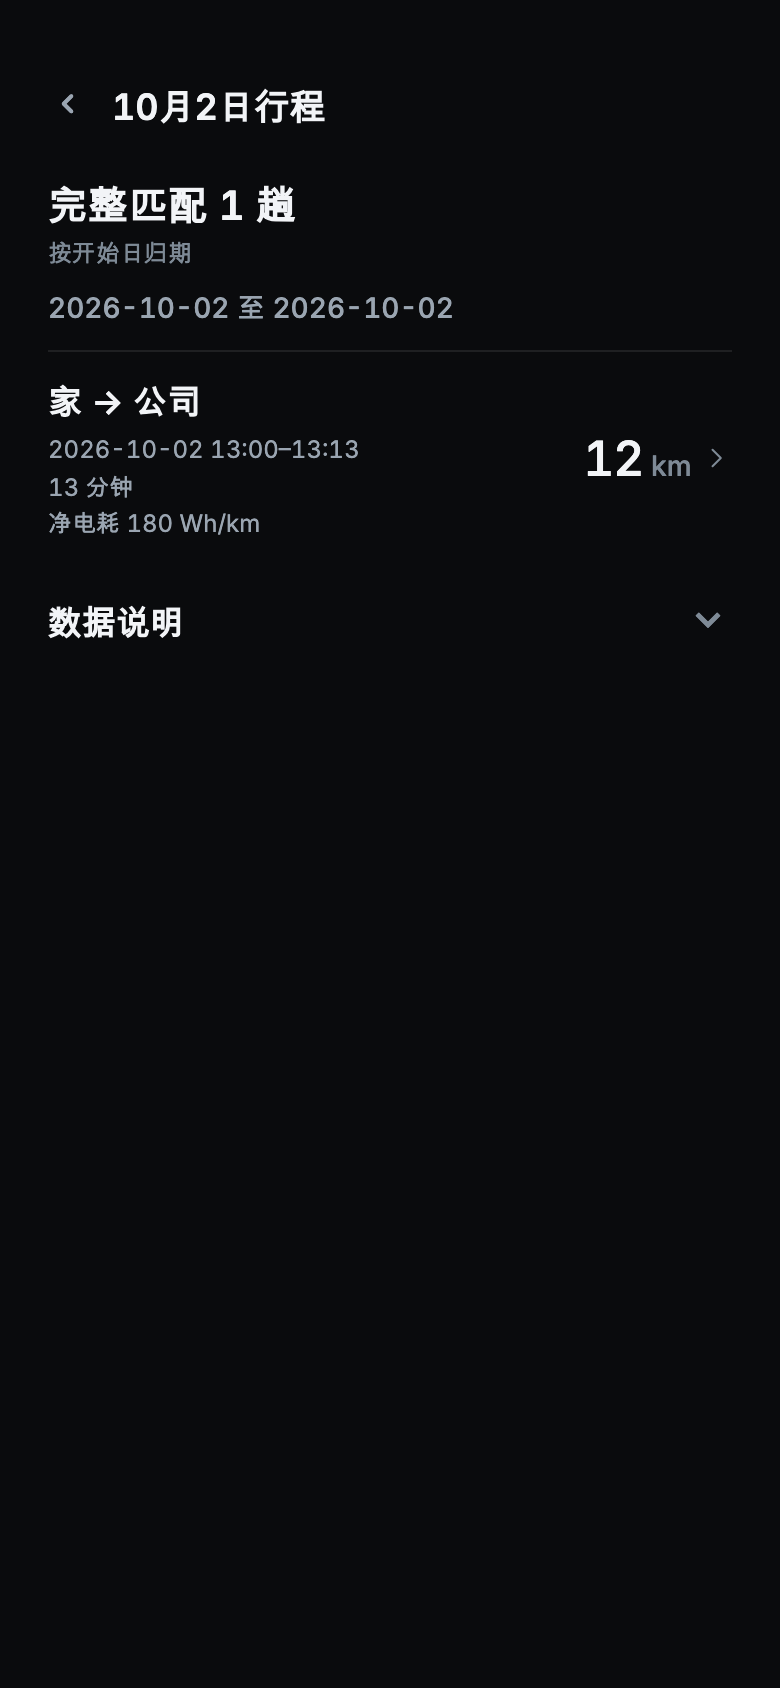 10月2日行程
完整匹配 1 趟
按开始日归期
2026-10-02 至 2026-10-02
家 → 公司
2026-10-02 13:00–13:13
13 分钟
净电耗 180 Wh/km
12 km
数据说明